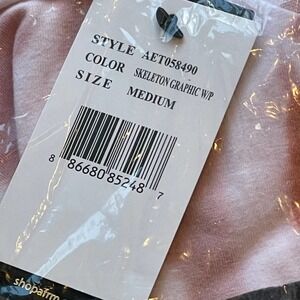 STYLE AET058490
COLOR SKELETON GRAPHIC W/P
SIZE MEDIUM
8 86680 85248 7